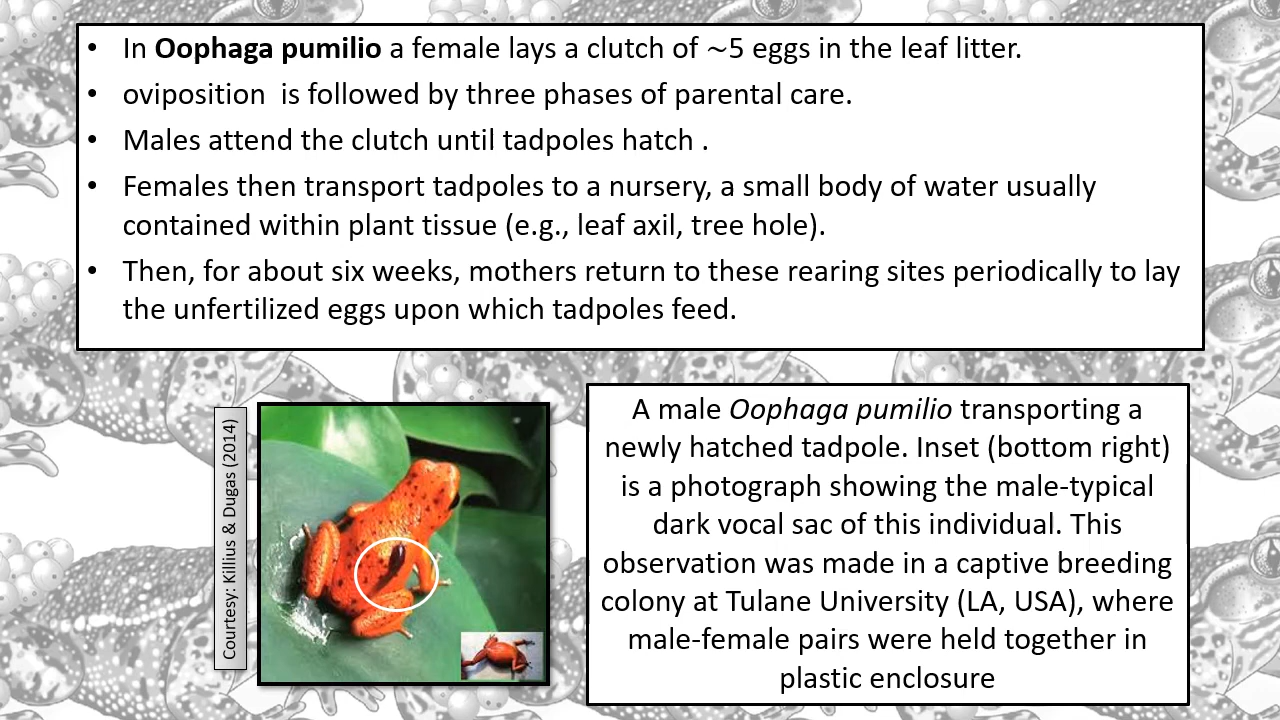 • In Oophaga pumilio a female lays a clutch of ~5 eggs in the leaf litter.
• oviposition  is followed by three phases of parental care.
• Males attend the clutch until tadpoles hatch .
• Females then transport tadpoles to a nursery, a small body of water usually
contained within plant tissue (e.g., leaf axil, tree hole).
• Then, for about six weeks, mothers return to these rearing sites periodically to lay
the unfertilized eggs upon which tadpoles feed.
Courtesy: Killius & Dugas (2014)
A male Oophaga pumilio transporting a
newly hatched tadpole. Inset (bottom right)
is a photograph showing the male-typical
dark vocal sac of this individual. This
observation was made in a captive breeding
colony at Tulane University (LA, USA), where
male-female pairs were held together in
plastic enclosure